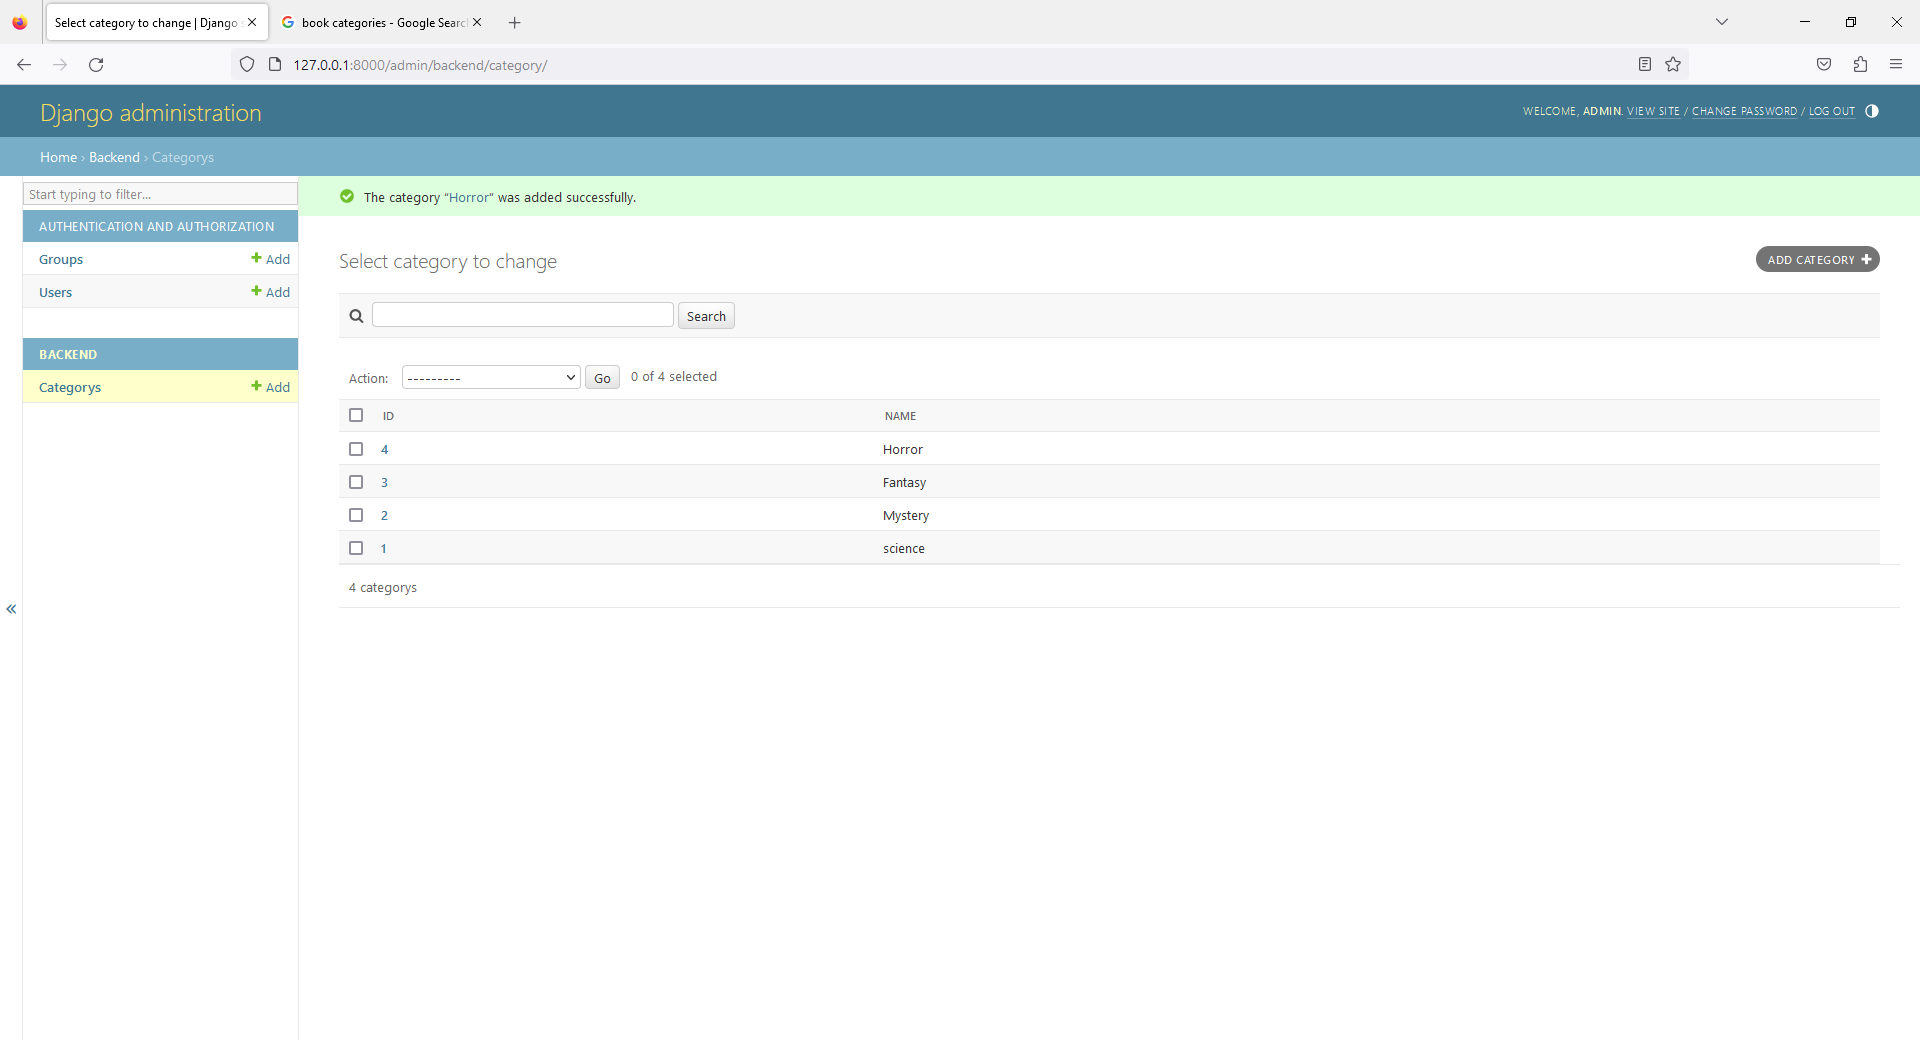 Select category to change | Django s
book categories - Google Searc
127.0.0.1:8000/admin/backend/category/
Django administration
WELCOME, ADMIN. VIEW SITE / CHANGE PASSWORD / LOG OUT
Home › Backend › Categorys
Start typing to filter...
AUTHENTICATION AND AUTHORIZATION
Groups + Add
Users + Add
BACKEND
Categorys + Add
«
The category “Horror” was added successfully.
Select category to change
ADD CATEGORY +
Search
Action: --------- Go 0 of 4 selected
ID NAME
4 Horror
3 Fantasy
2 Mystery
1 science
4 categorys